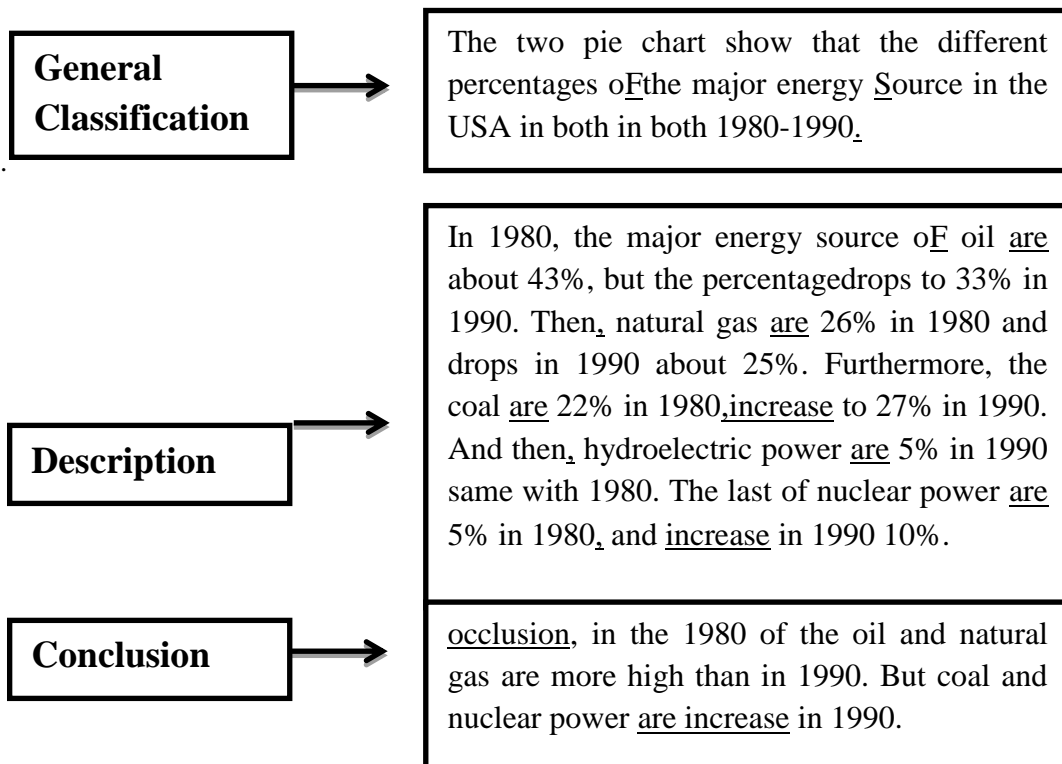 General
Classification
The two pie chart show that the different
percentages oFthe major energy Source in the
USA in both in both 1980-1990.
.
In 1980, the major energy source oF oil are
about 43%, but the percentagedrops to 33% in
1990. Then, natural gas are 26% in 1980 and
drops in 1990 about 25%. Furthermore, the
coal are 22% in 1980,increase to 27% in 1990.
And then, hydroelectric power are 5% in 1990
same with 1980. The last of nuclear power are
5% in 1980, and increase in 1990 10%.
Description
Conclusion
occlusion, in the 1980 of the oil and natural
gas are more high than in 1990. But coal and
nuclear power are increase in 1990.